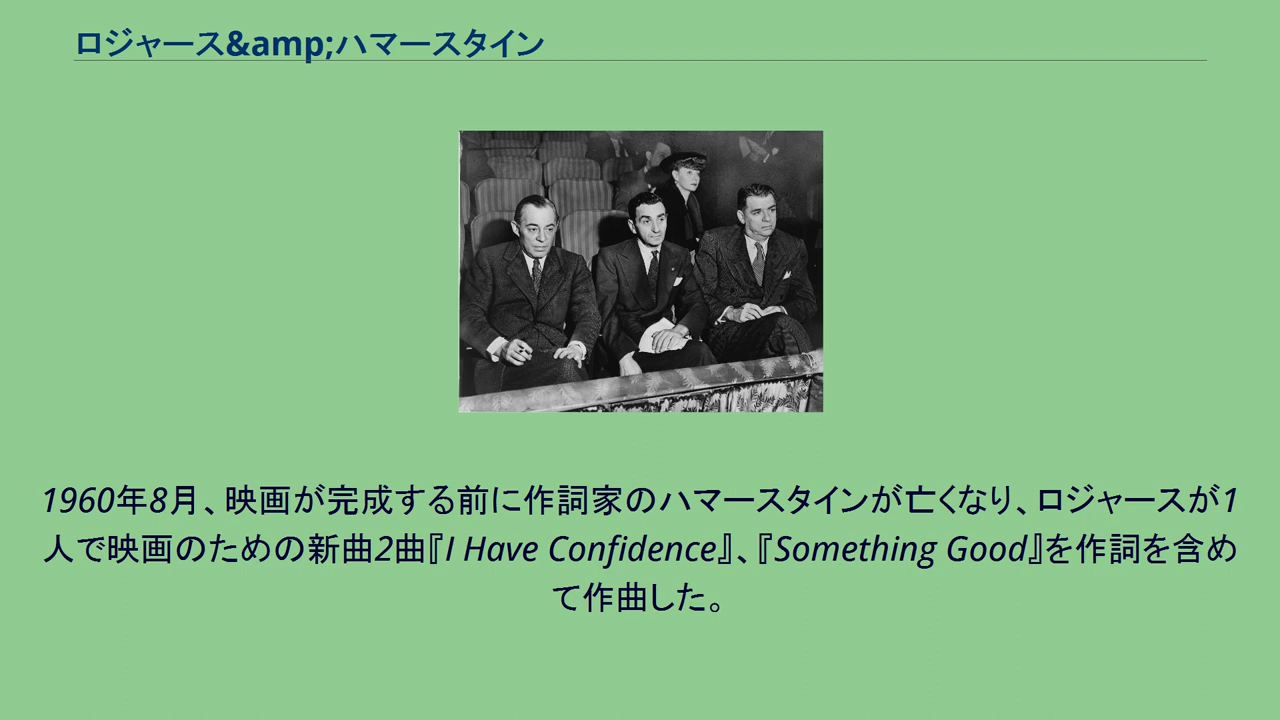 ロジャース&amp;ハマースタイン
1960年8月、映画が完成する前に作詞家のハマースタインが亡くなり、ロジャースが1
人で映画のための新曲2曲『I Have Confidence』、『Something Good』を作詞を含め
て作曲した。